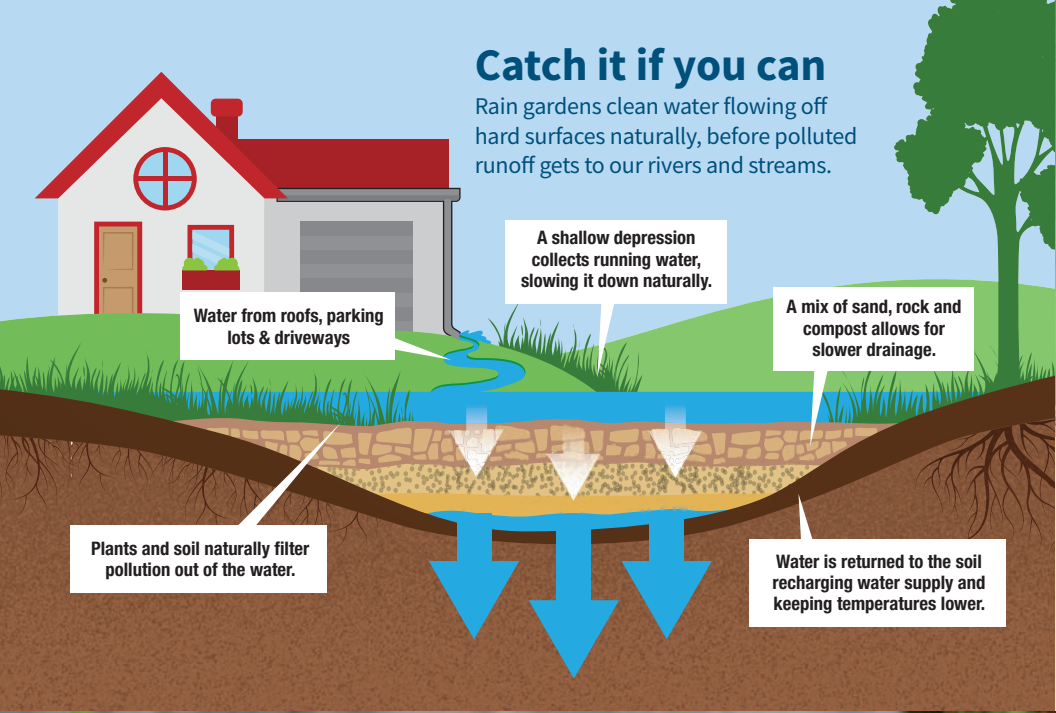 Catch it if you can
Rain gardens clean water flowing off
hard surfaces naturally, before polluted
runoff gets to our rivers and streams.
A shallow depression
collects running water,
slowing it down naturally.
Water from roofs, parking
lots & driveways
A mix of sand, rock and
compost allows for
slower drainage.
Plants and soil naturally filter
pollution out of the water.
Water is returned to the soil
recharging water supply and
keeping temperatures lower.